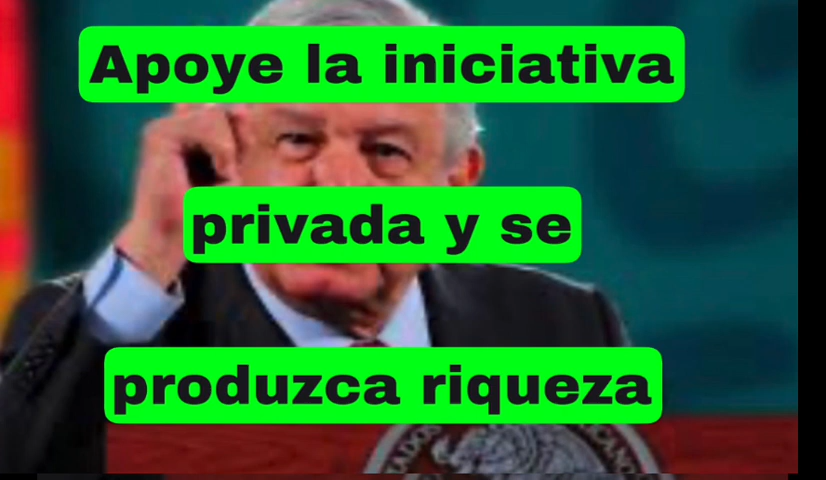 Apoye la iniciativa
privada y se
produzca riqueza